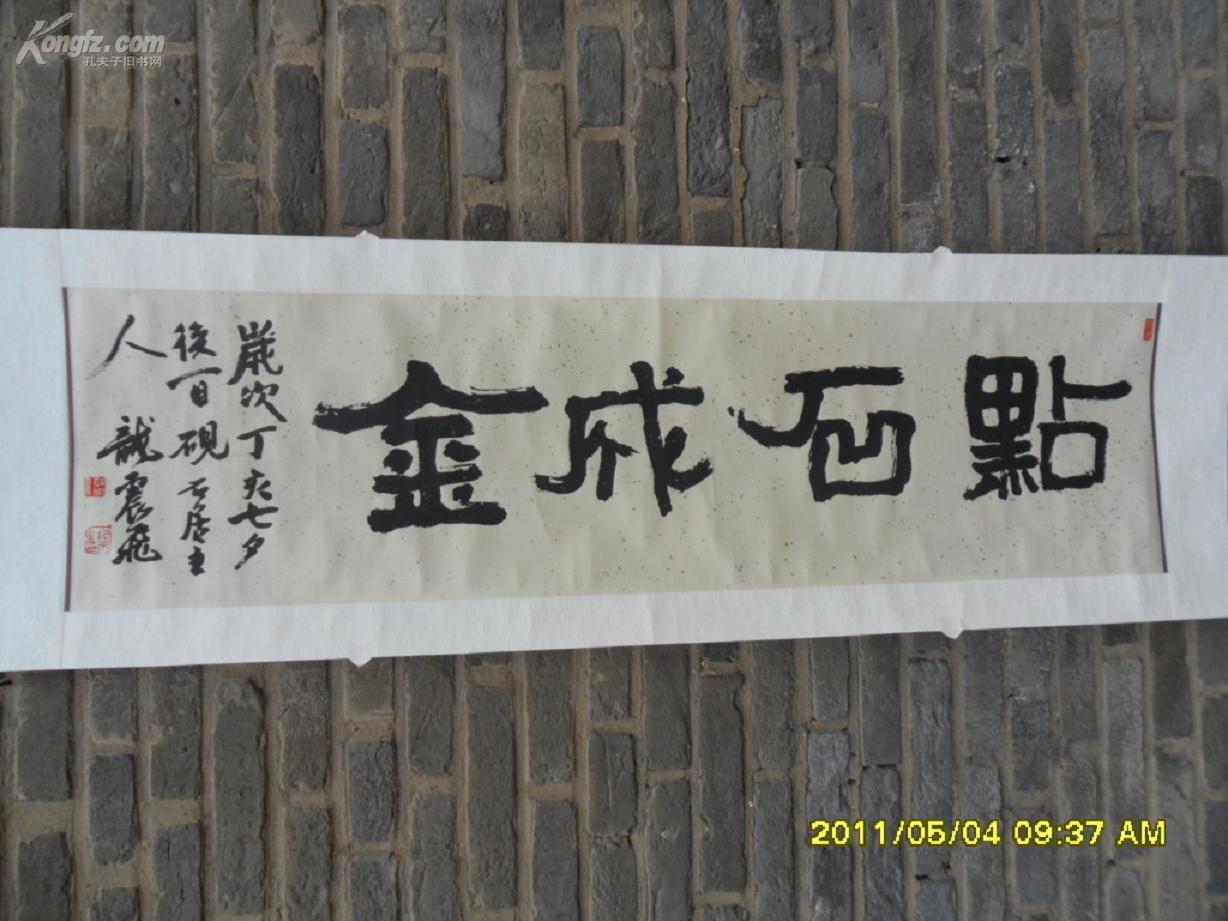 Kongfz.com
孔夫子旧书网
點石成金
歲次丁亥七夕
後一日硯石居主
人 龍震飛
2011/05/04 09:37 AM